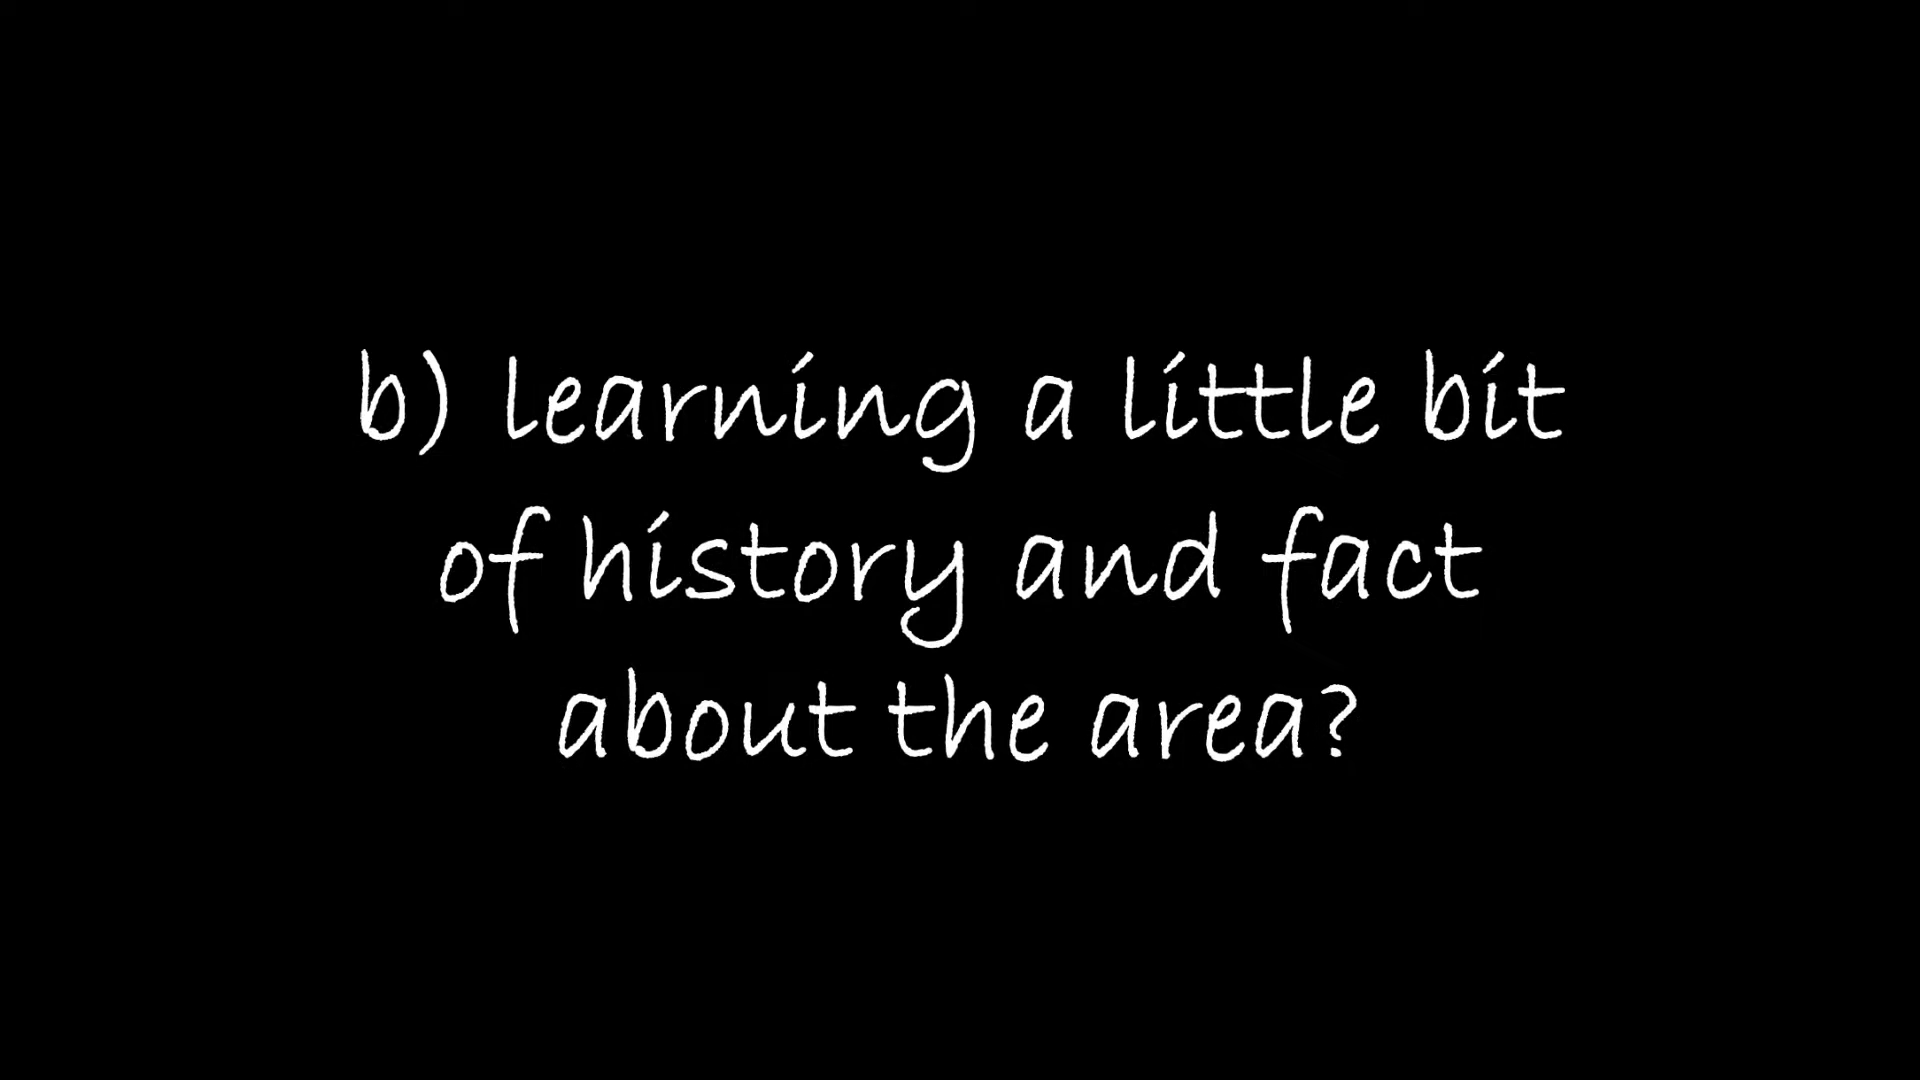 b) learning a little bit
of history and fact
about the area?